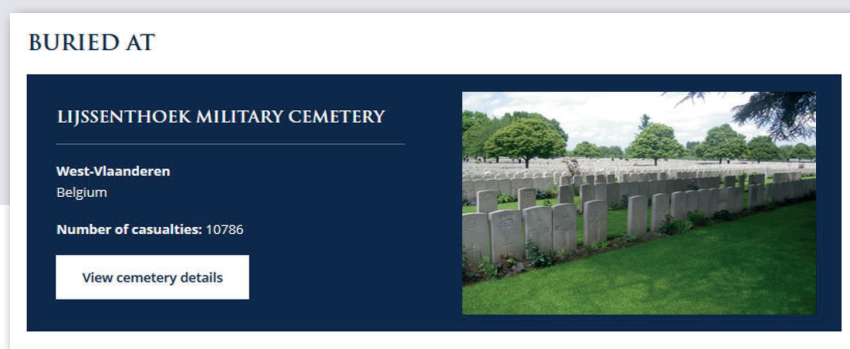 BURIED AT
LIJSSENTHOEK MILITARY CEMETERY
West-Vlaanderen
Belgium
Number of casualties: 10786
View cemetery details